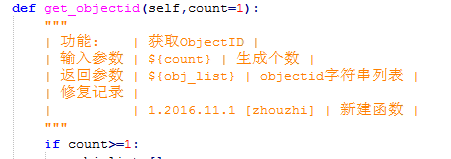 def get_objectid(self,count=1):
"""
| 功能: | 获取ObjectID |
| 输入参数 | ${count} | 生成个数 |
| 返回参数 | ${obj_list} | objectid字符串列表 |
| 修复记录 |
| | 1.2016.11.1 [zhouzhi] | 新建函数 |
"""
if count>=1: